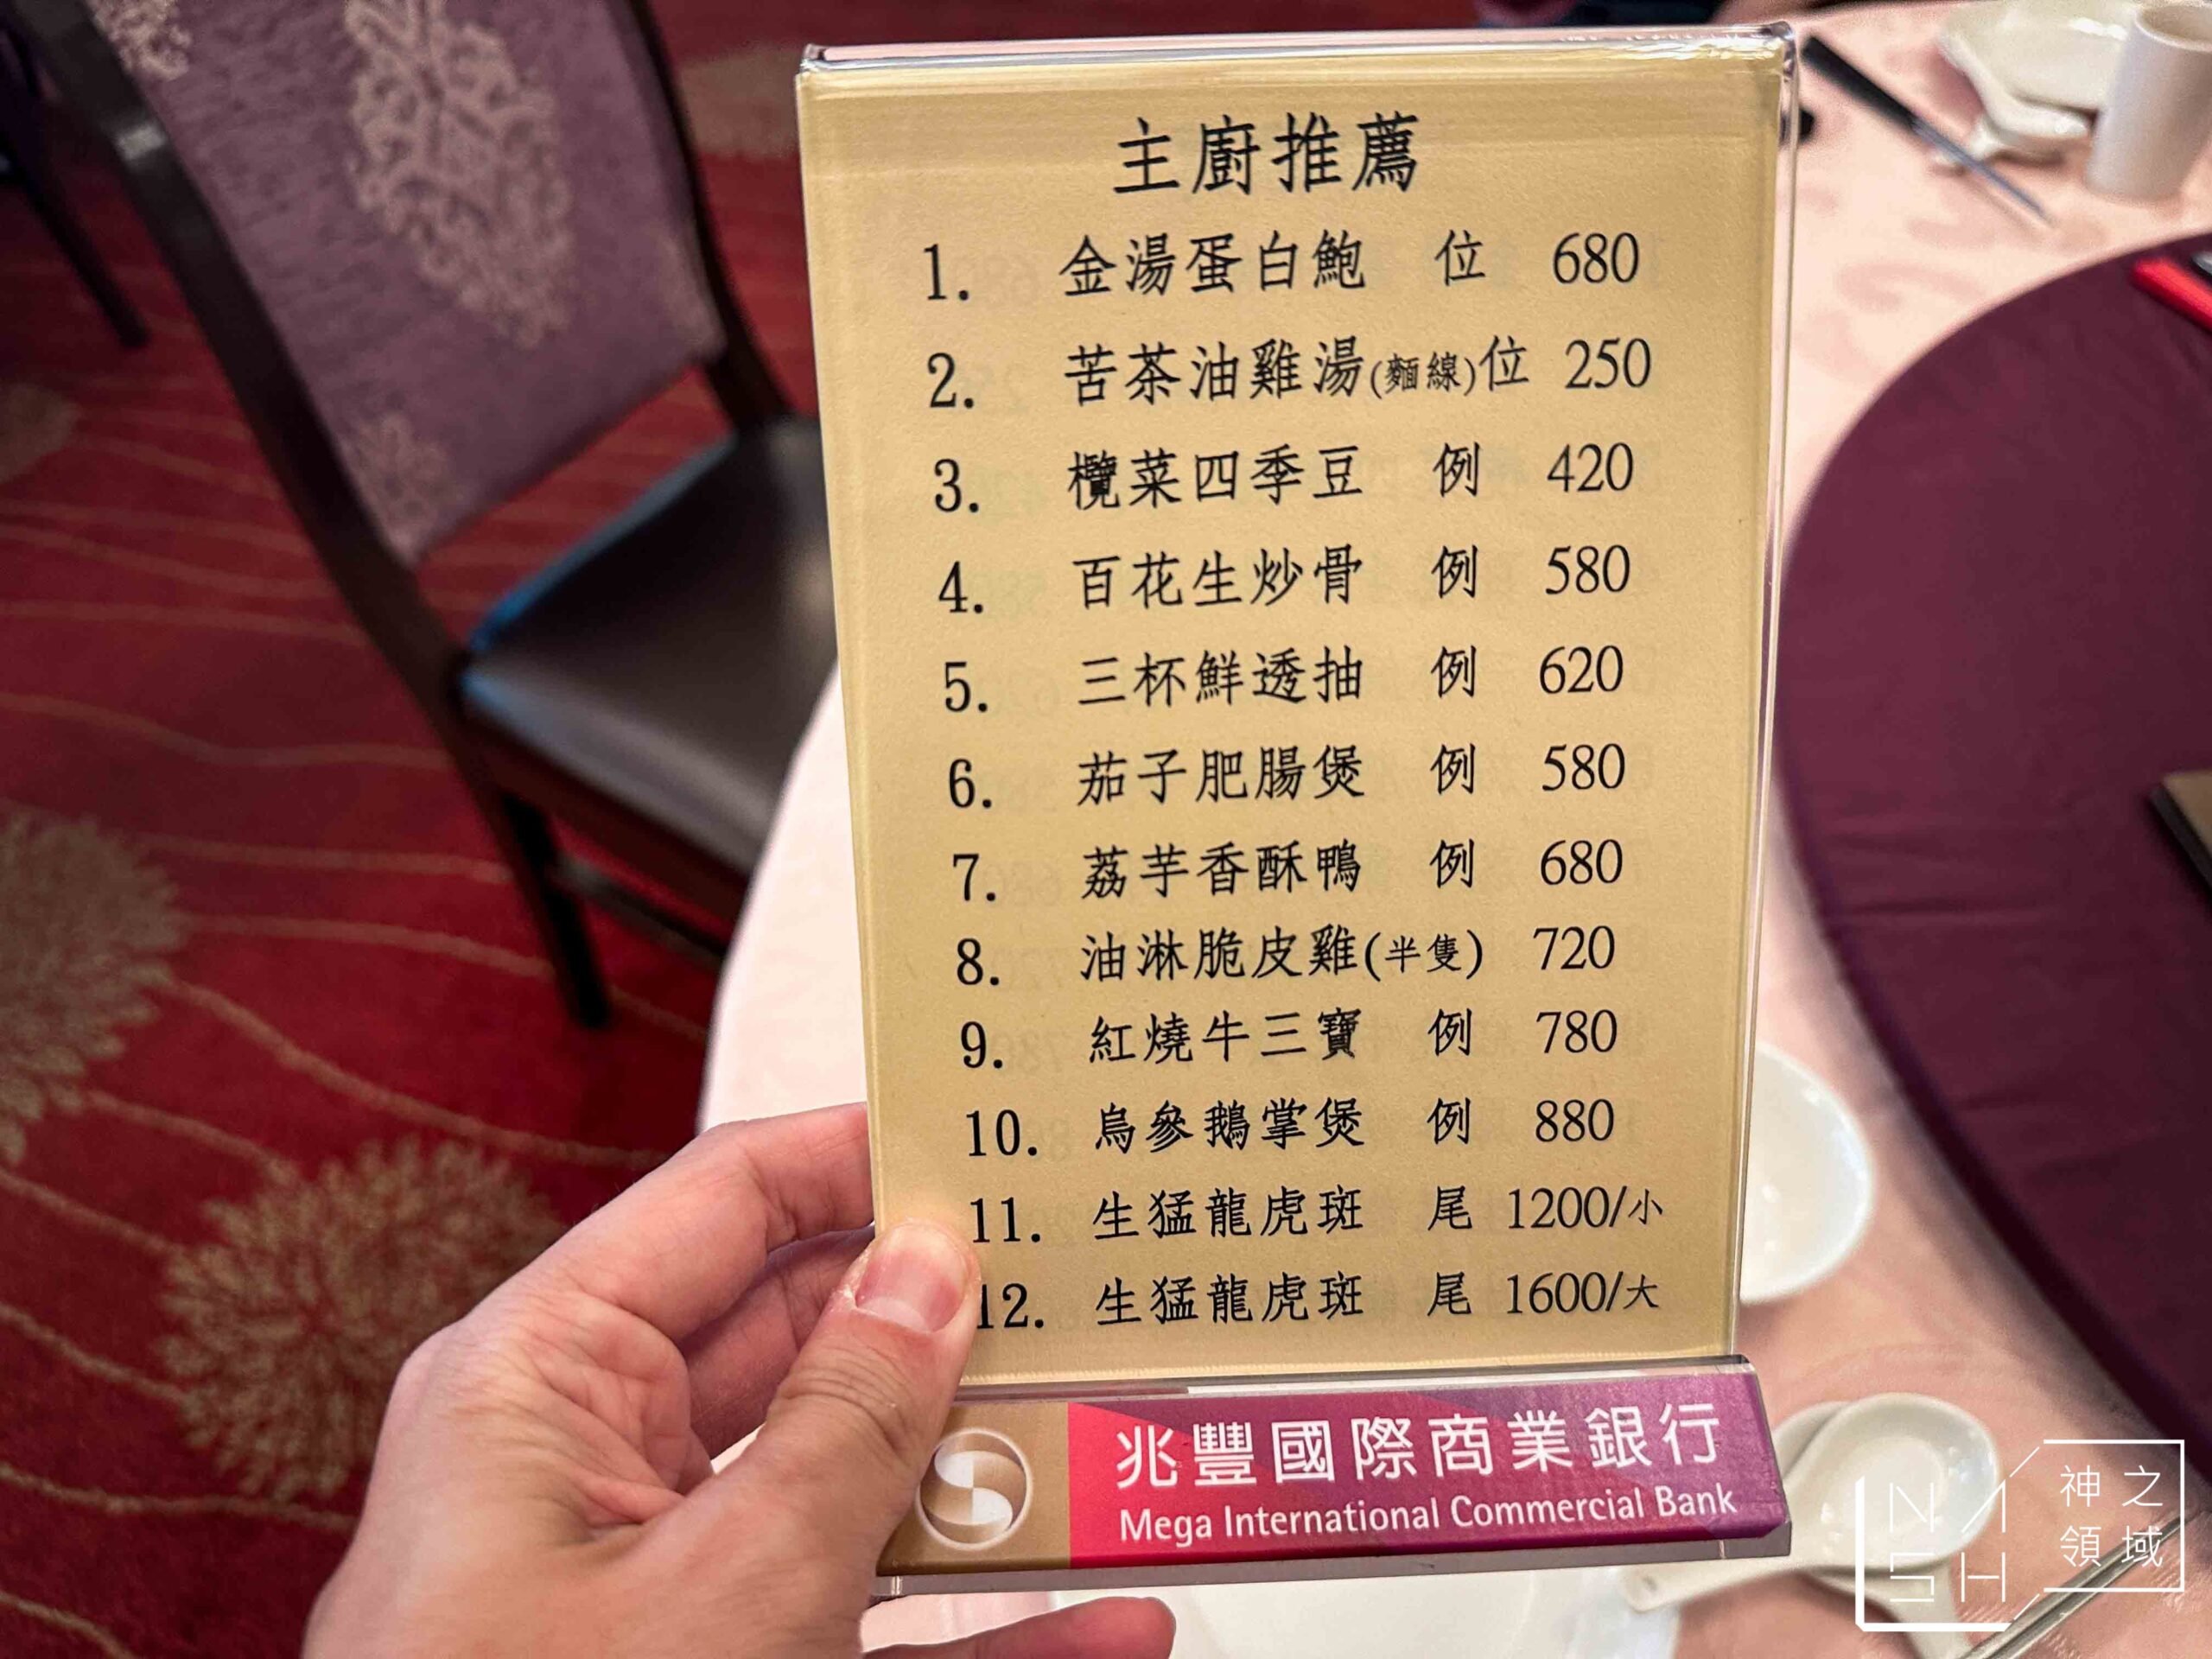 主廚推薦
1. 金湯蛋白鮑 位 680
2. 苦茶油雞湯(麵線)位 250
3. 欖菜四季豆 例 420
4. 百花生炒骨 例 580
5. 三杯鮮透抽 例 620
6. 茄子肥腸煲 例 580
7. 荔芋香酥鴨 例 680
8. 油淋脆皮雞(半隻) 720
9. 紅燒牛三寶 例 780
10. 烏參鵝掌煲 例 880
11. 生猛龍虎斑 尾 1200/小
12. 生猛龍虎斑 尾 1600/大
兆豐國際商業銀行
Mega International Commercial Bank
NASH
神之
領域